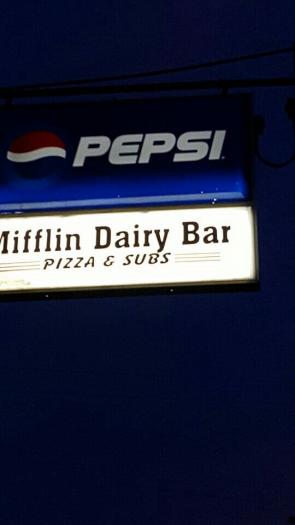 PEPSI
Mifflin Dairy Bar
PIZZA & SUBS